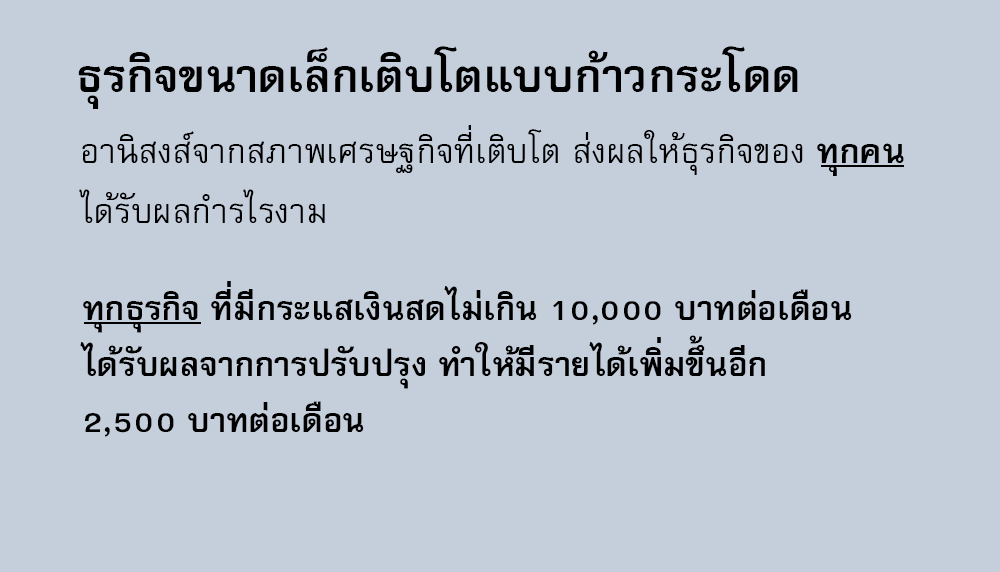 ธุรกิจขนาดเล็กเติบโตแบบก้าวกระโดด
อานิสงส์จากสภาพเศรษฐกิจที่เติบโต ส่งผลให้ธุรกิจของ ทุกคน
ได้รับผลกำรไรงาม
ทุกธุรกิจ ที่มีกระแสเงินสดไม่เกิน 10,000 บาทต่อเดือน
ได้รับผลจากการปรับปรุง ทำให้มีรายได้เพิ่มขึ้นอีก
2,500 บาทต่อเดือน